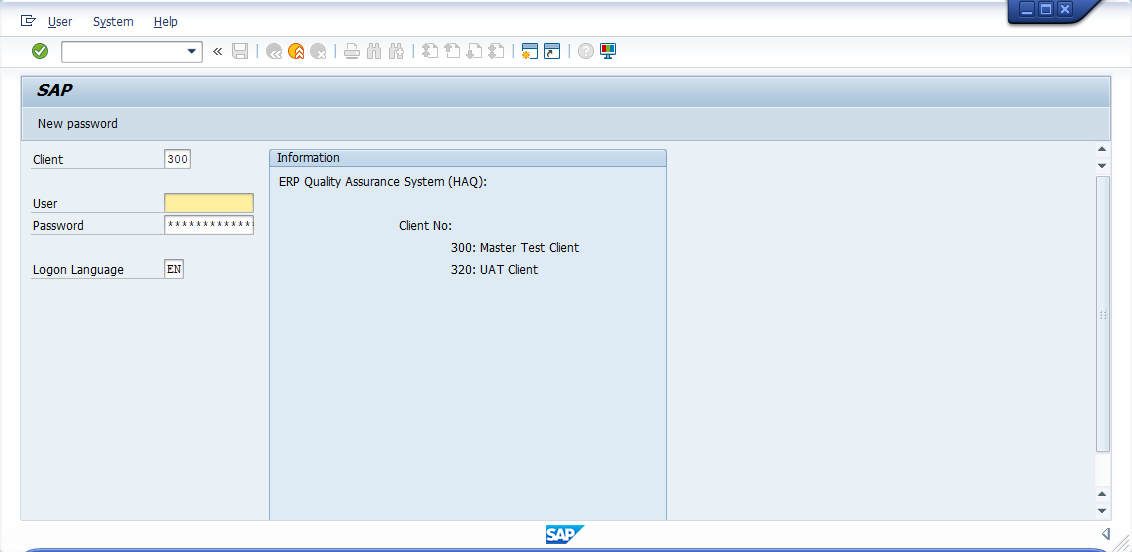 User System Help
SAP
New password
Client 300
User
Password *************
Logon Language EN
Information
ERP Quality Assurance System (HAQ):
Client No:
300: Master Test Client
320: UAT Client
SAP